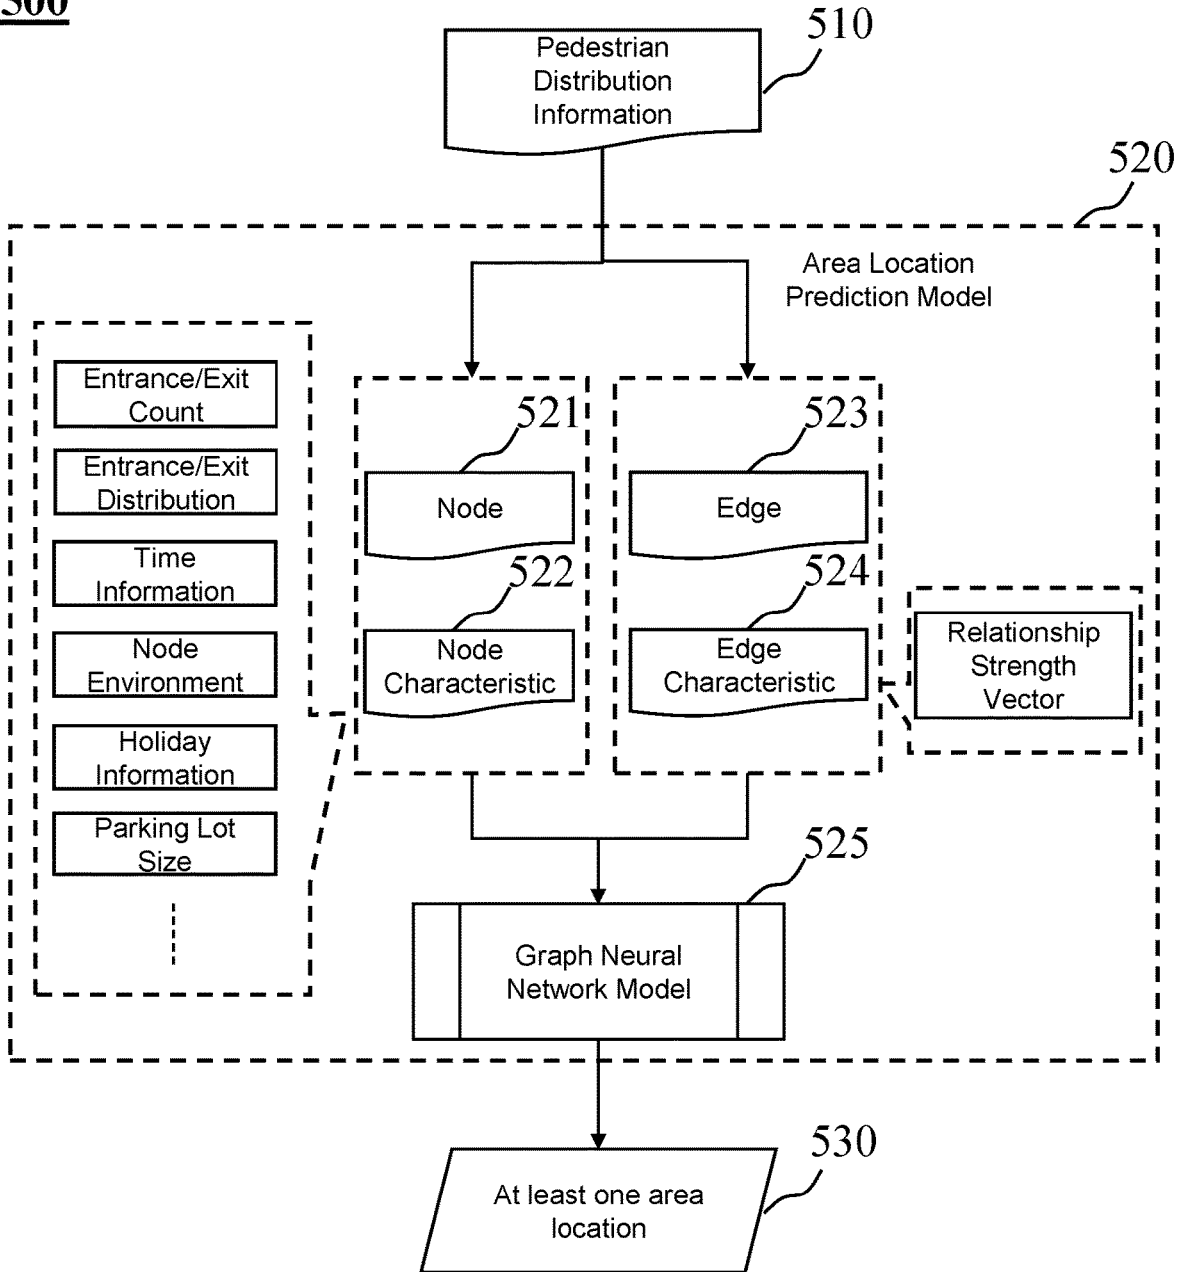 500
Pedestrian
Distribution
Information
510
520
Area Location
Prediction Model
Entrance/Exit
Count
Entrance/Exit
Distribution
Time
Information
Node
Environment
Holiday
Information
Parking Lot
Size
521
Node
522
Node
Characteristic
523
Edge
524
Edge
Characteristic
Relationship
Strength
Vector
525
Graph Neural
Network Model
530
At least one area
location